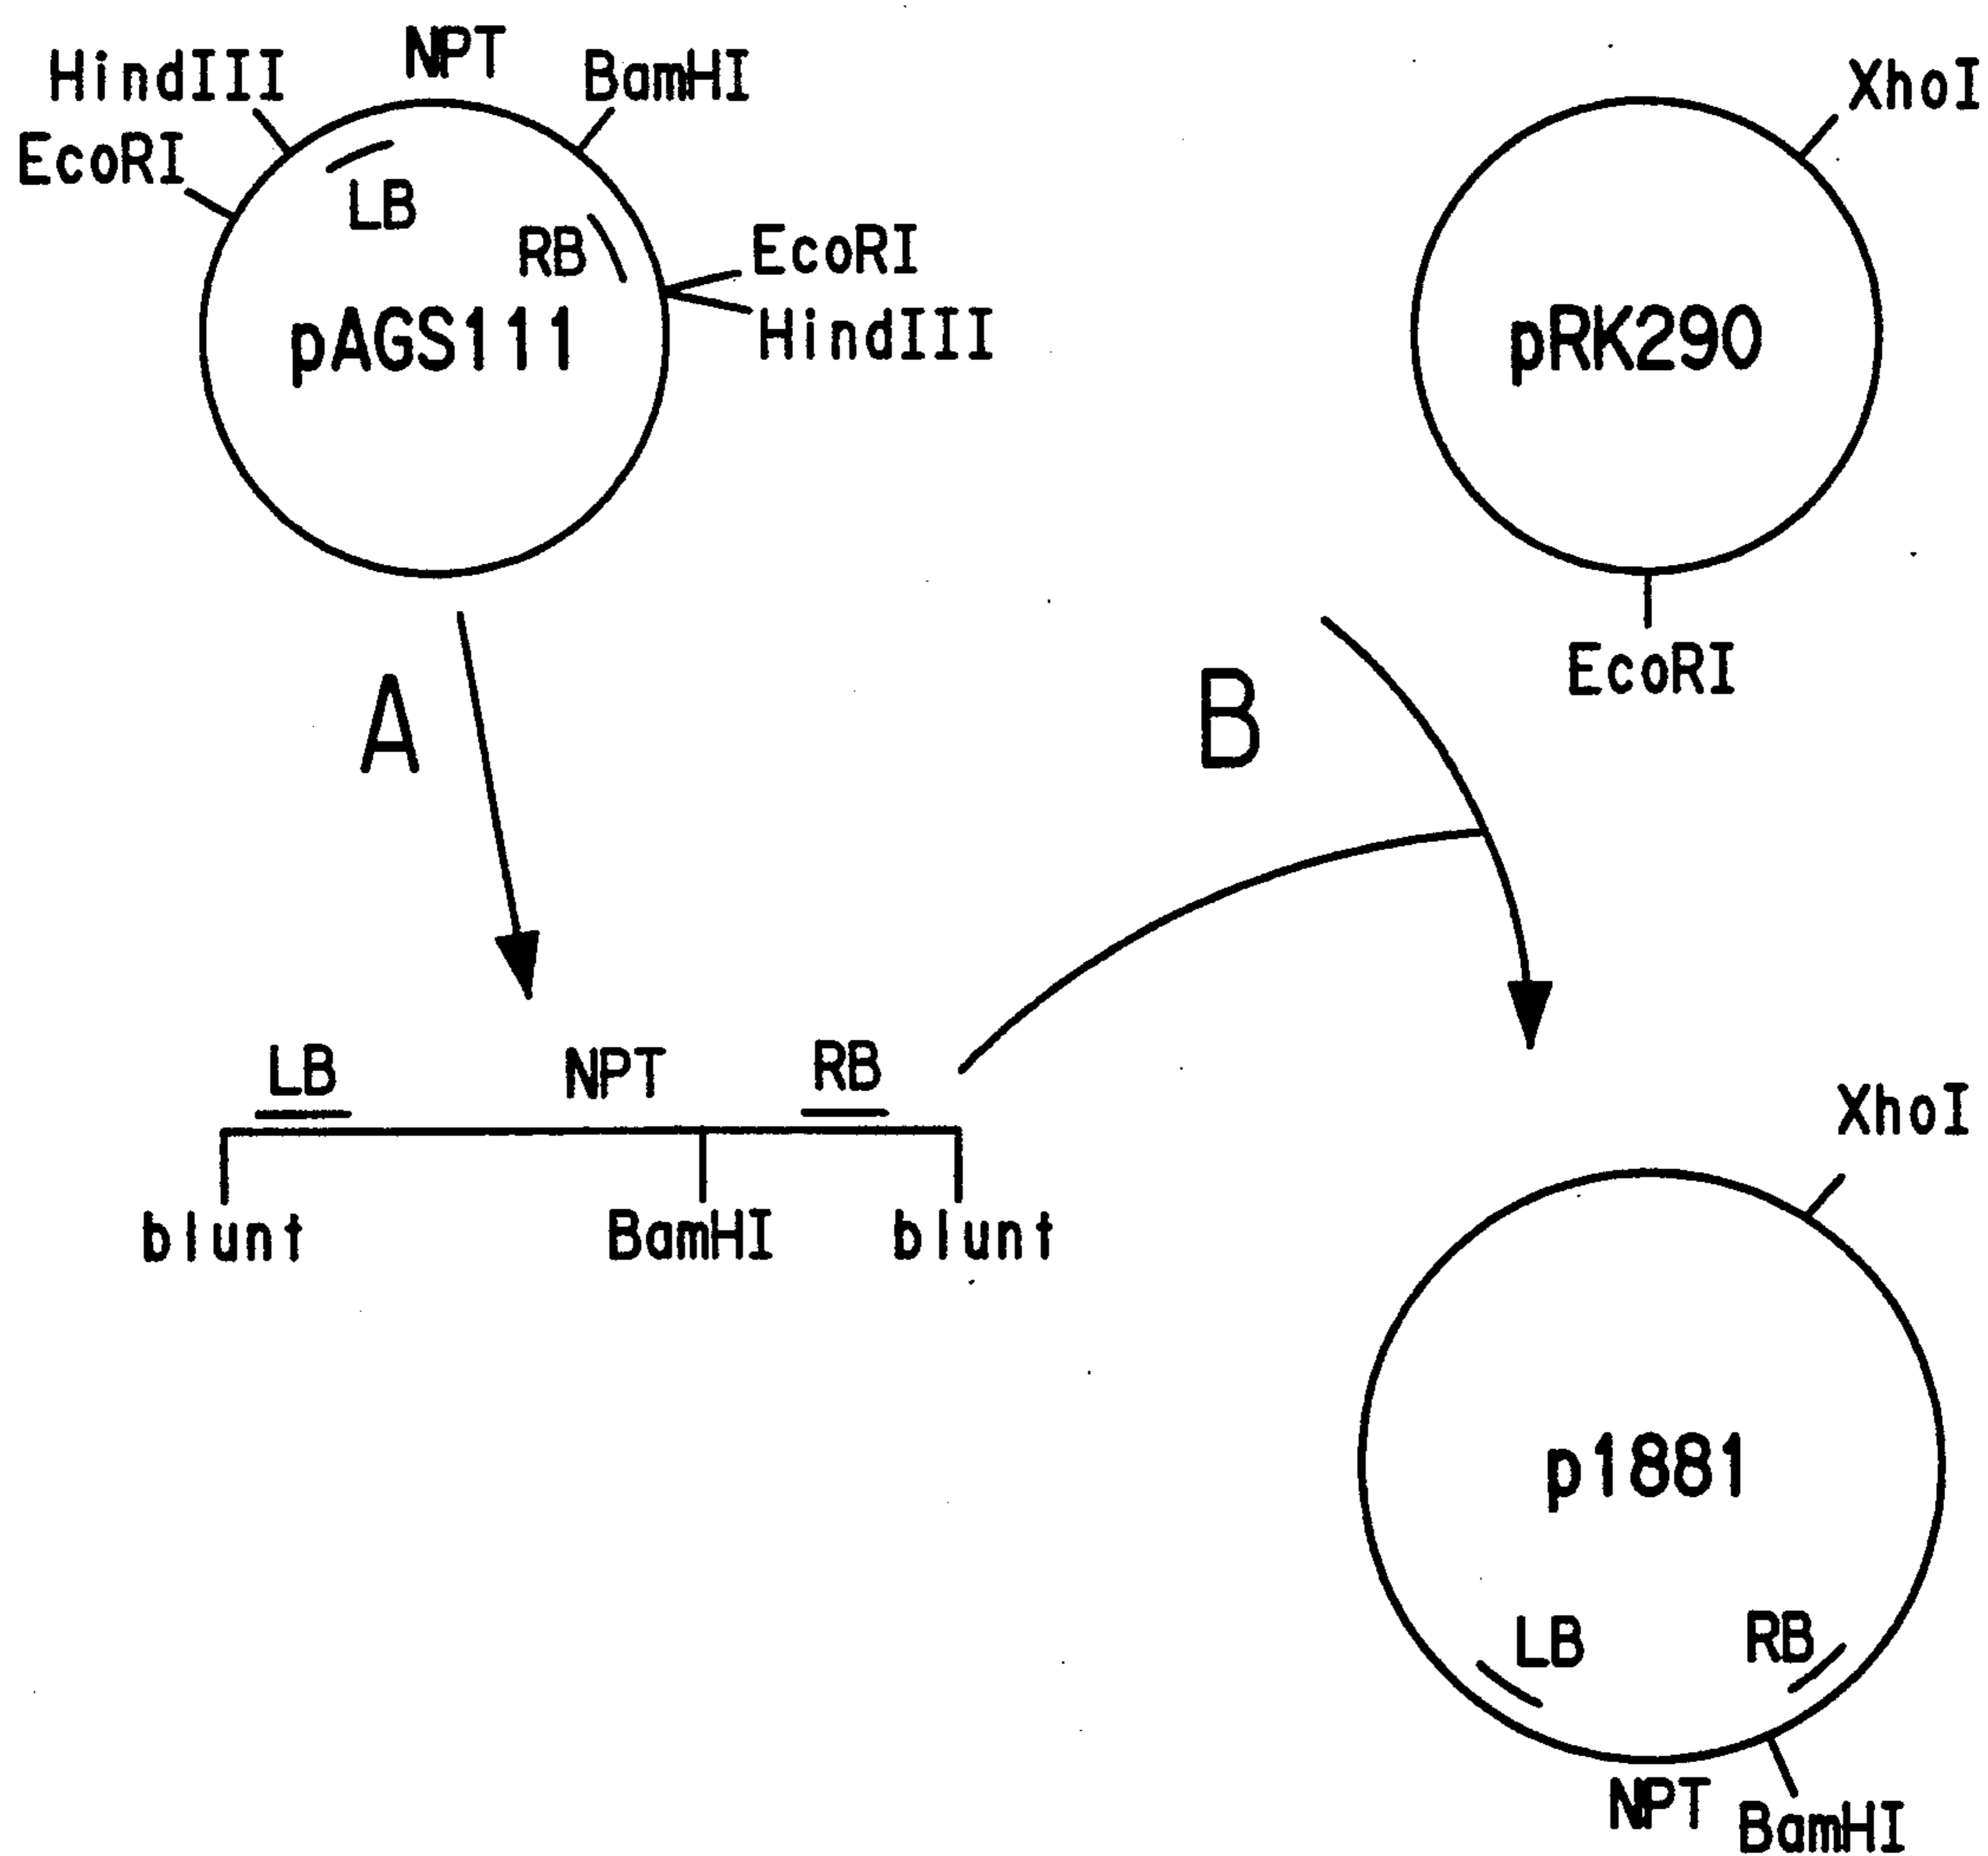 NPT
HindIII
BamHI
XhoI
EcoRI
LB
RB
EcoRI
pAGS111
HindIII
pRK290
EcoRI
A
B
LB
NPT
RB
blunt
BamHI
blunt
XhoI
p1881
LB
RB
NPT
BamHI